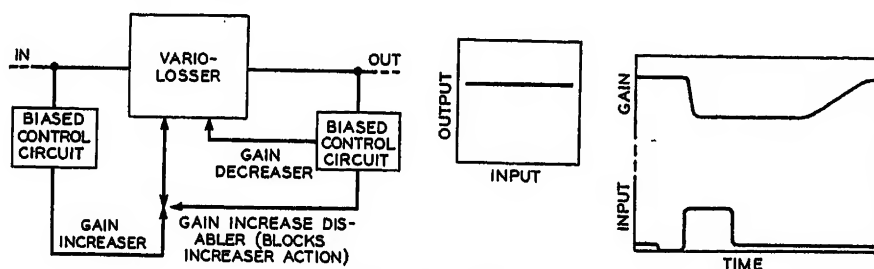 IN
VARIO-
LOSSER
OUT
BIASED
CONTROL
CIRCUIT
BIASED
CONTROL
CIRCUIT
GAIN
DECREASER
GAIN
INCREASER
GAIN INCREASE DIS-
ABLER (BLOCKS
INCREASER ACTION)
OUTPUT
INPUT
GAIN
INPUT
TIME